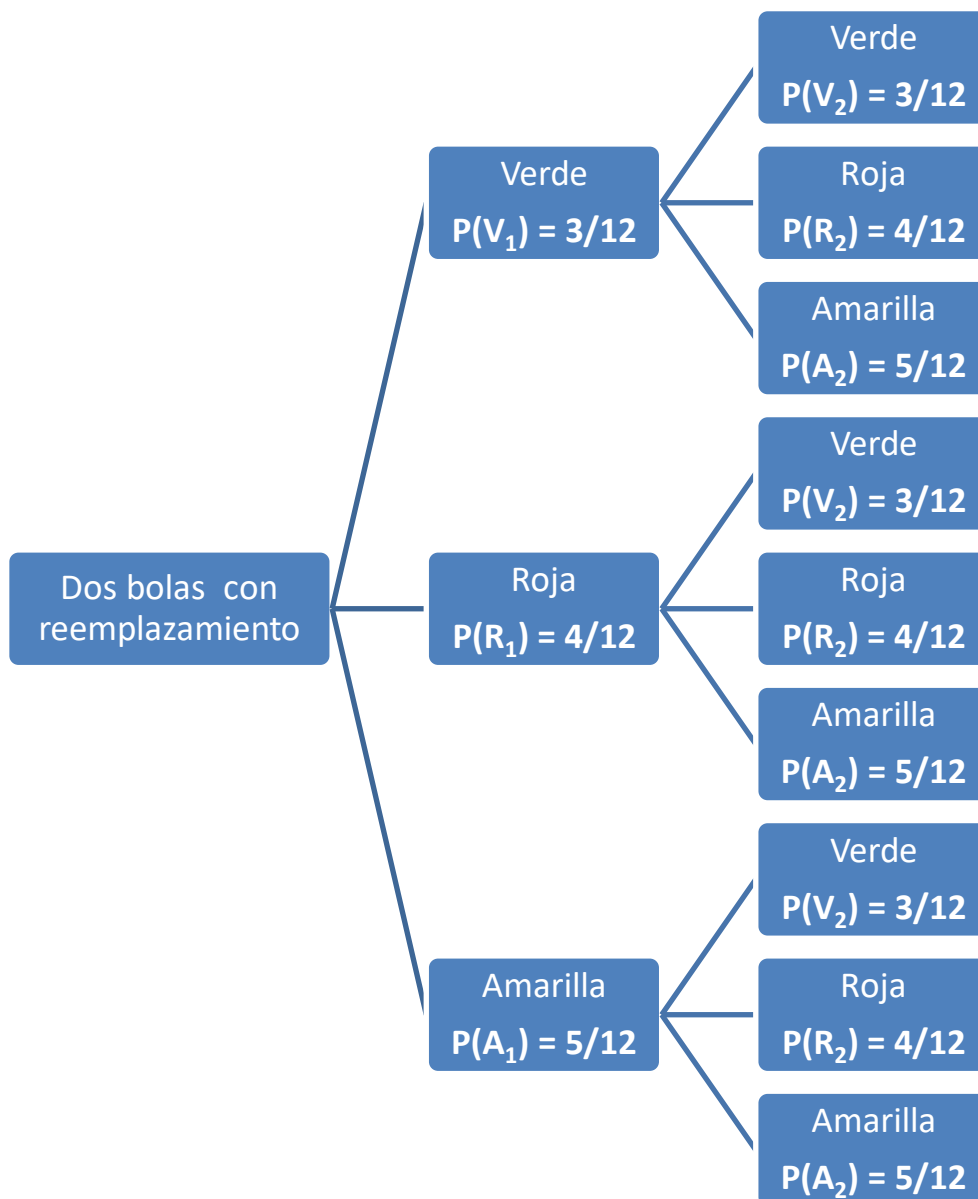 Verde
P(V₂) = 3/12
Verde
P(V₁) = 3/12
Roja
P(R₂) = 4/12
Amarilla
P(A₂) = 5/12
Verde
P(V₂) = 3/12
Dos bolas  con
reemplazamiento
Roja
P(R₁) = 4/12
Roja
P(R₂) = 4/12
Amarilla
P(A₂) = 5/12
Verde
P(V₂) = 3/12
Amarilla
P(A₁) = 5/12
Roja
P(R₂) = 4/12
Amarilla
P(A₂) = 5/12